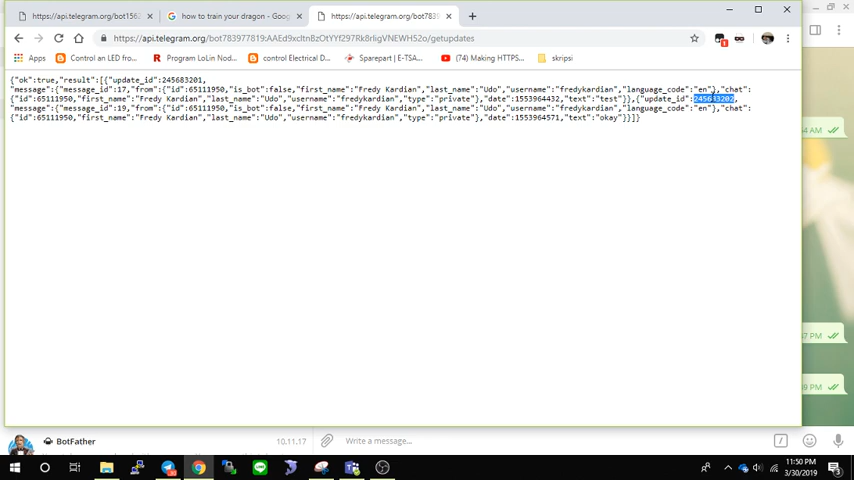 https://api.telegram.org/bot156
how to train your dragon - Goog
https://api.telegram.org/bot7839
https://api.telegram.org/bot783977819:AAEd9xcltnBzOtYYf297Rk8rligVNEWH52o/getupdates
Apps
Control an LED fro...
Program LoLin Nod...
control Electrical D...
Sparepart | E-TSA...
(74) Making HTTPS...
skripsi
{"ok":true,"result":[{"update_id":245683201,
"message":{"message_id":17,"from":{"id":65111950,"is_bot":false,"first_name":"Fredy Kardian","last_name":"Udo","username":"fredykardian","language_code":"en"},"chat":
{"id":65111950,"first_name":"Fredy Kardian","last_name":"Udo","username":"fredykardian","type":"private"},"date":1553964432,"text":"test"}},{"update_id":245683202,
"message":{"message_id":19,"from":{"id":65111950,"is_bot":false,"first_name":"Fredy Kardian","last_name":"Udo","username":"fredykardian","language_code":"en"},"chat":
{"id":65111950,"first_name":"Fredy Kardian","last_name":"Udo","username":"fredykardian","type":"private"},"date":1553964571,"text":"okay"}}]}
4 AM
47 PM
49 PM
BotFather
10.11.17
Write a message...
11:50 PM
3/30/2019